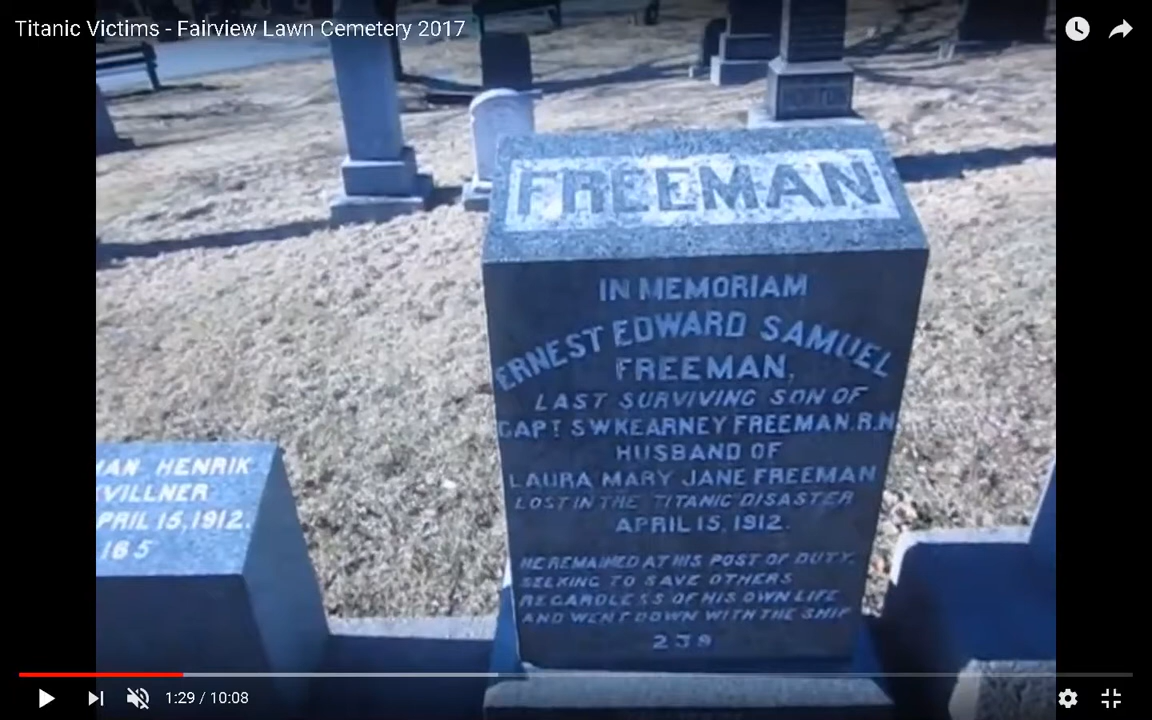 Titanic Victims - Fairview Lawn Cemetery 2017
HORTON
FREEMAN
IN MEMORIAM
ERNEST EDWARD SAMUEL
FREEMAN,
LAST SURVIVING SON OF
CAPT S W KEARNEY FREEMAN. R.N
HUSBAND OF
LAURA MARY JANE FREEMAN
LOST IN THE TITANIC DISASTER
APRIL 15, 1912.
HE REMAINED AT HIS POST OF DUTY,
SEEKING TO SAVE OTHERS
REGARDLESS OF HIS OWN LIFE
AND WENT DOWN WITH THE SHIP
239
HENRIK
VILLNER
PRIL 15, 1912.
165
1:29 / 10:08